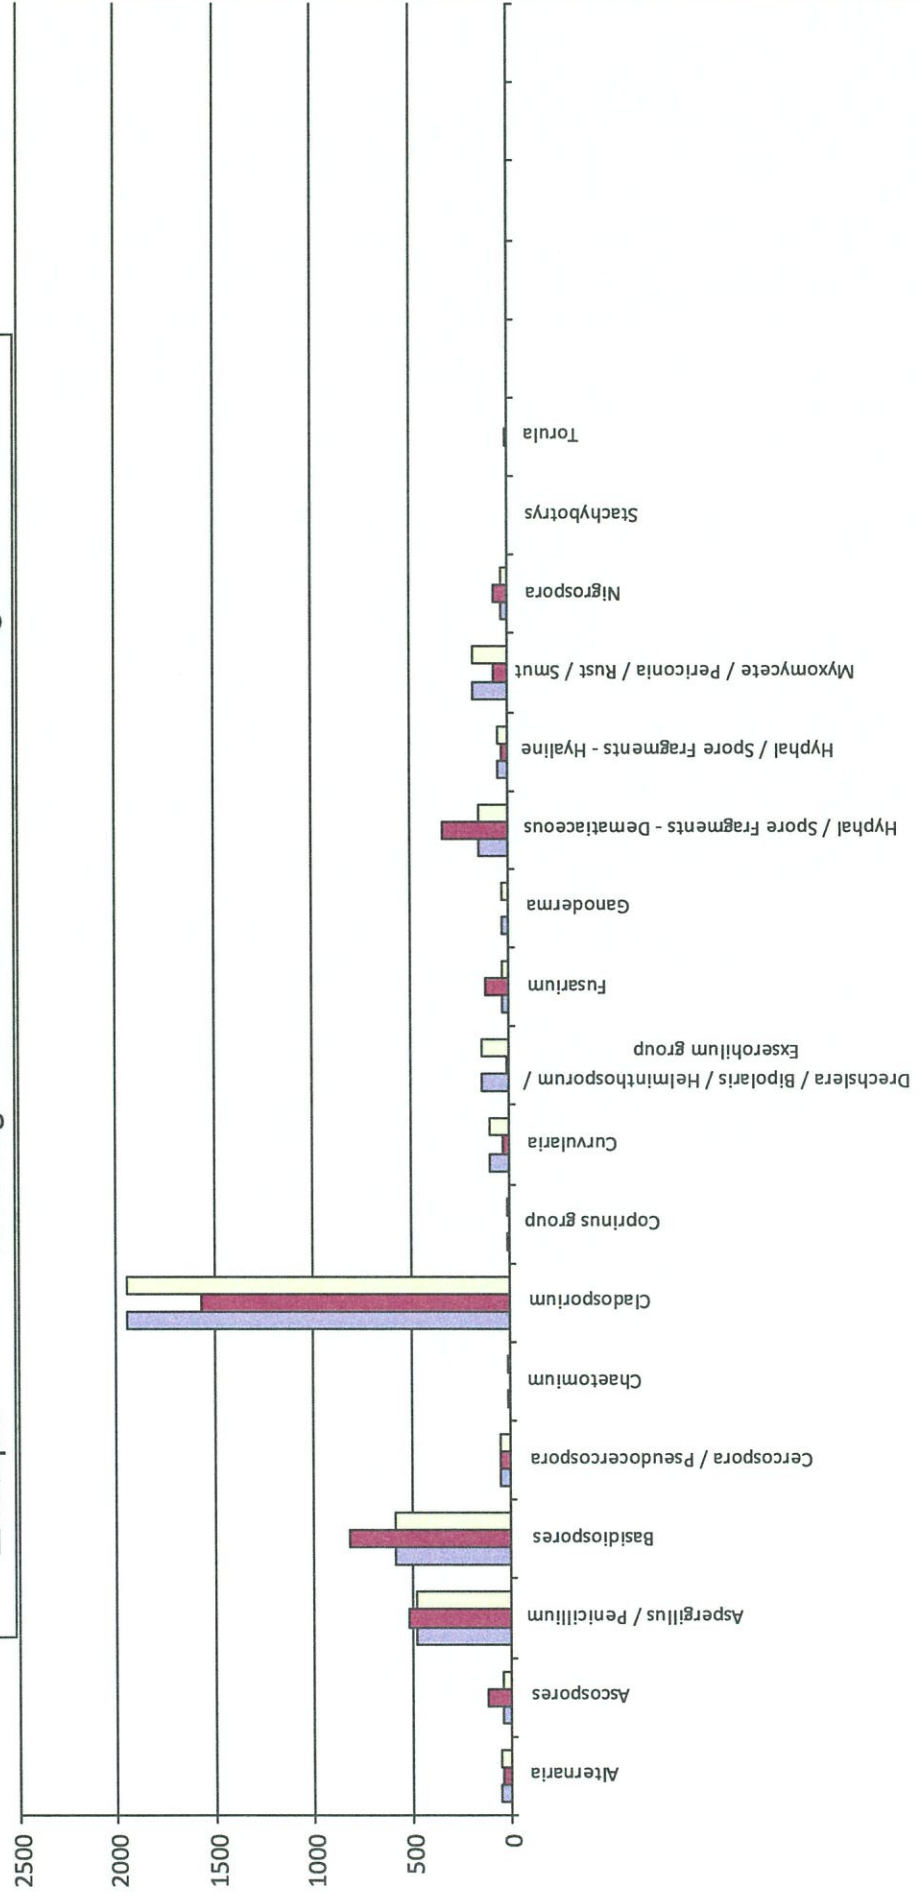 2500
2000
1500
1000
500
0
Alternaria
Ascospores
Aspergillus / Penicillium
Basidiospores
Cercospora / Pseudocercospora
Chaetomium
Cladosporium
Coprinus group
Curvularia
Drechslera / Bipolaris / Helminthosporum /
Exserohilum group
Fusarium
Ganoderma
Hyphal / Spore Fragments - Dematiaceous
Hyphal / Spore Fragments - Hyaline
Myxomycete / Periconia / Rust / Smut
Nigrospora
Stachybotrys
Torula